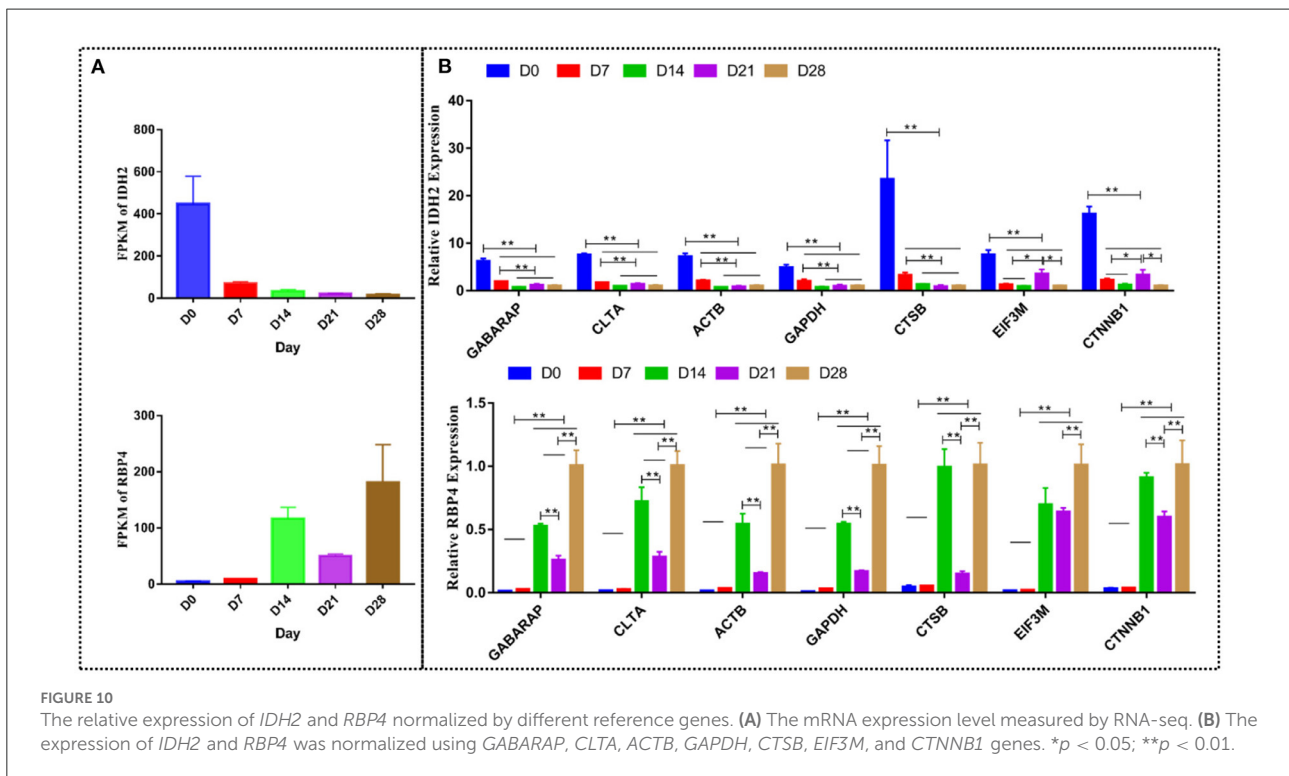 A
FPKM of IDH2
800
600
400
200
0
D0 D7 D14 D21 D28
Day
FPKM of RBP4
300
200
100
0
D0 D7 D14 D21 D28
Day
B
D0 D7 D14 D21 D28
Relative IDH2 Expression
40
30
20
10
0
** ** ** ** ** ** **
** ** ** ** ** * * * *
GABARAP CLTA ACTB GAPDH CTSB EIF3M CTNNB1
D0 D7 D14 D21 D28
Relative RBP4 Expression
1.5
1.0
0.5
0.0
** ** ** ** ** ** **
** ** ** ** ** ** **
** ** ** ** ** **
GABARAP CLTA ACTB GAPDH CTSB EIF3M CTNNB1
FIGURE 10
The relative expression of IDH2 and RBP4 normalized by different reference genes. (A) The mRNA expression level measured by RNA-seq. (B) The
expression of IDH2 and RBP4 was normalized using GABARAP, CLTA, ACTB, GAPDH, CTSB, EIF3M, and CTNNB1 genes. *p < 0.05; **p < 0.01.